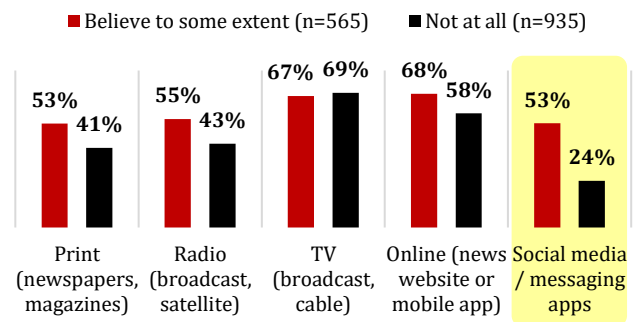 Believe to some extent (n=565) Not at all (n=935)
53% 41% 55% 43% 67% 69% 68% 58% 53% 24%
Print Radio TV Online (news Social media
(newspapers, (broadcast, (broadcast, website or / messaging
magazines) satellite) cable) mobile app) apps